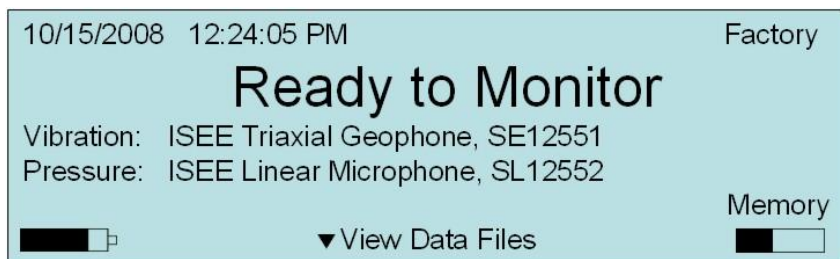 10/15/2008 12:24:05 PM Factory
Ready to Monitor
Vibration: ISEE Triaxial Geophone, SE12551
Pressure: ISEE Linear Microphone, SL12552
Memory
▼View Data Files